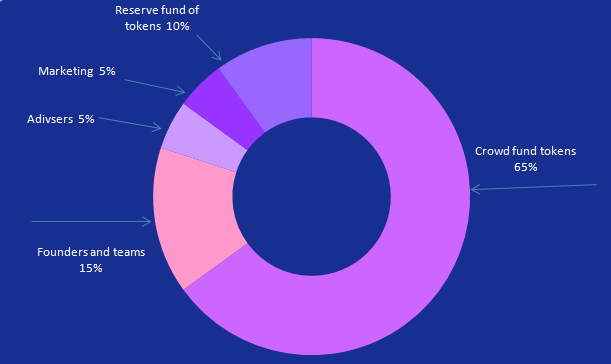 Reserve fund of
tokens 10%
Marketing 5%
Adivsers 5%
Crowd fund tokens
65%
Founders and teams
15%